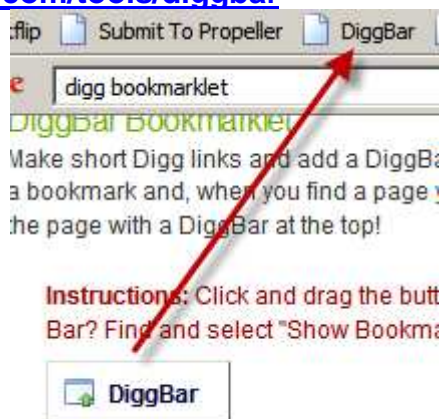 com/tools/diggbar
flip Submit To Propeller DiggBar
e digg bookmarklet
DiggBar Bookmarklet
Make short Digg links and add a DiggBa
a bookmark and, when you find a page y
the page with a DiggBar at the top!
Instructions: Click and drag the butt
Bar? Find and select "Show Bookma
DiggBar